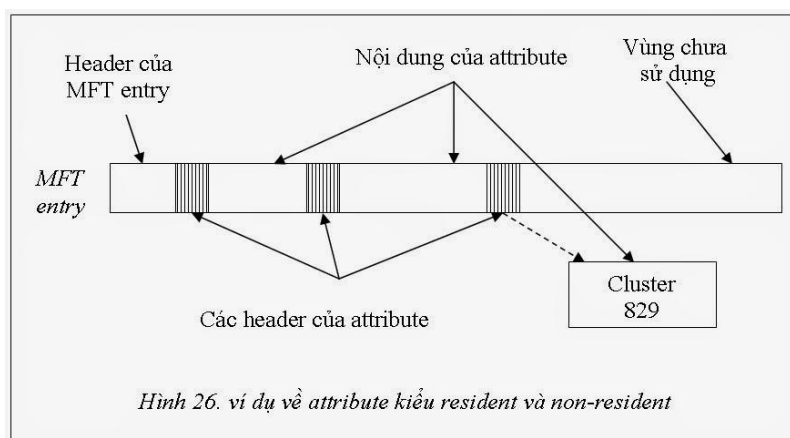 Header của
MFT entry
Nội dung của attribute
Vùng chưa
sử dụng
MFT
entry
Cluster
829
Các header của attribute
Hình 26. ví dụ về attribute kiểu resident và non-resident